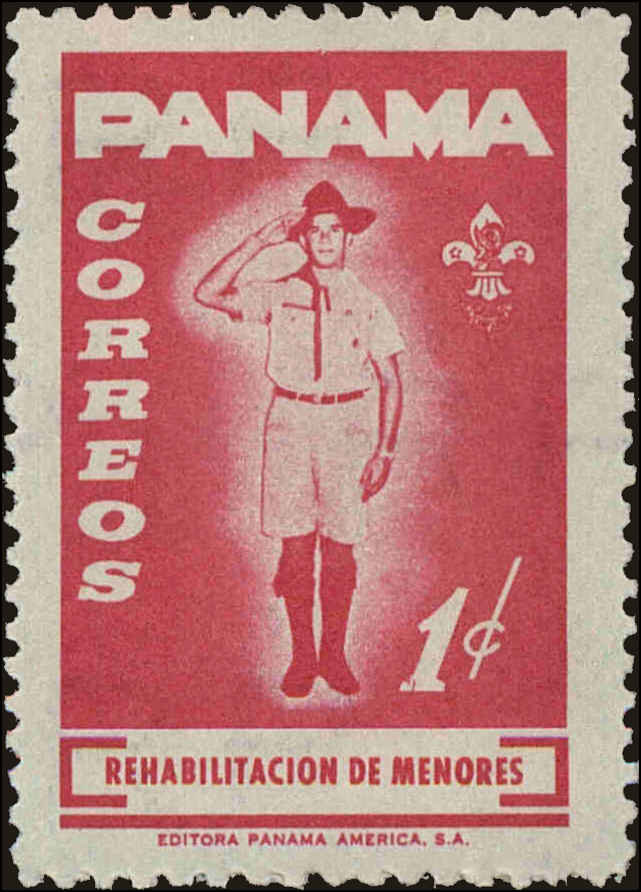 PANAMA
CORREOS
1¢
REHABILITACION DE MENORES
EDITORA PANAMA AMERICA, S.A.